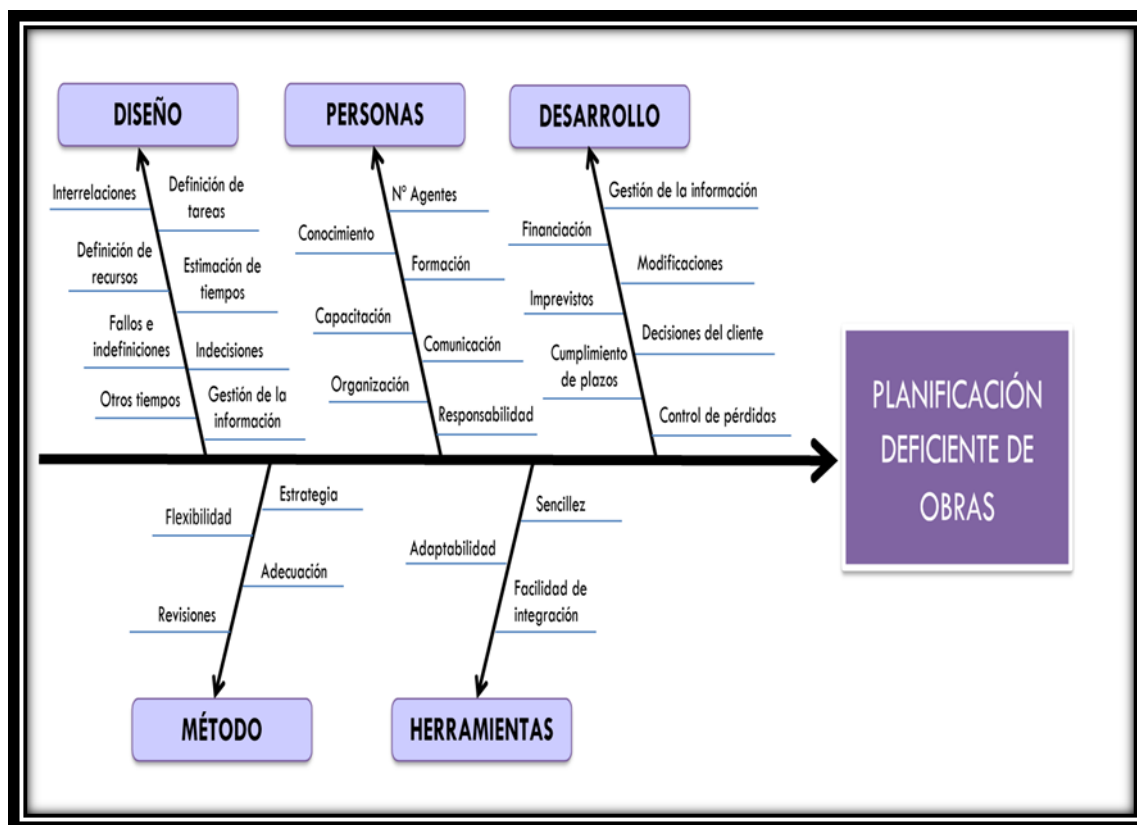 DISEÑO
PERSONAS
DESARROLLO
Interrelaciones
Definición de
tareas
Definición de
recursos
Estimación de
tiempos
Fallos e
indefiniciones
Indecisiones
Otros tiempos
Gestión de la
información
Nº Agentes
Conocimiento
Formación
Capacitación
Comunicación
Organización
Responsabilidad
Gestión de la información
Financiación
Modificaciones
Imprevistos
Decisiones del cliente
Cumplimiento
de plazos
Control de pérdidas
PLANIFICACIÓN
DEFICIENTE DE
OBRAS
Estrategia
Flexibilidad
Adecuación
Revisiones
Sencillez
Adaptabilidad
Facilidad de
integración
MÉTODO
HERRAMIENTAS